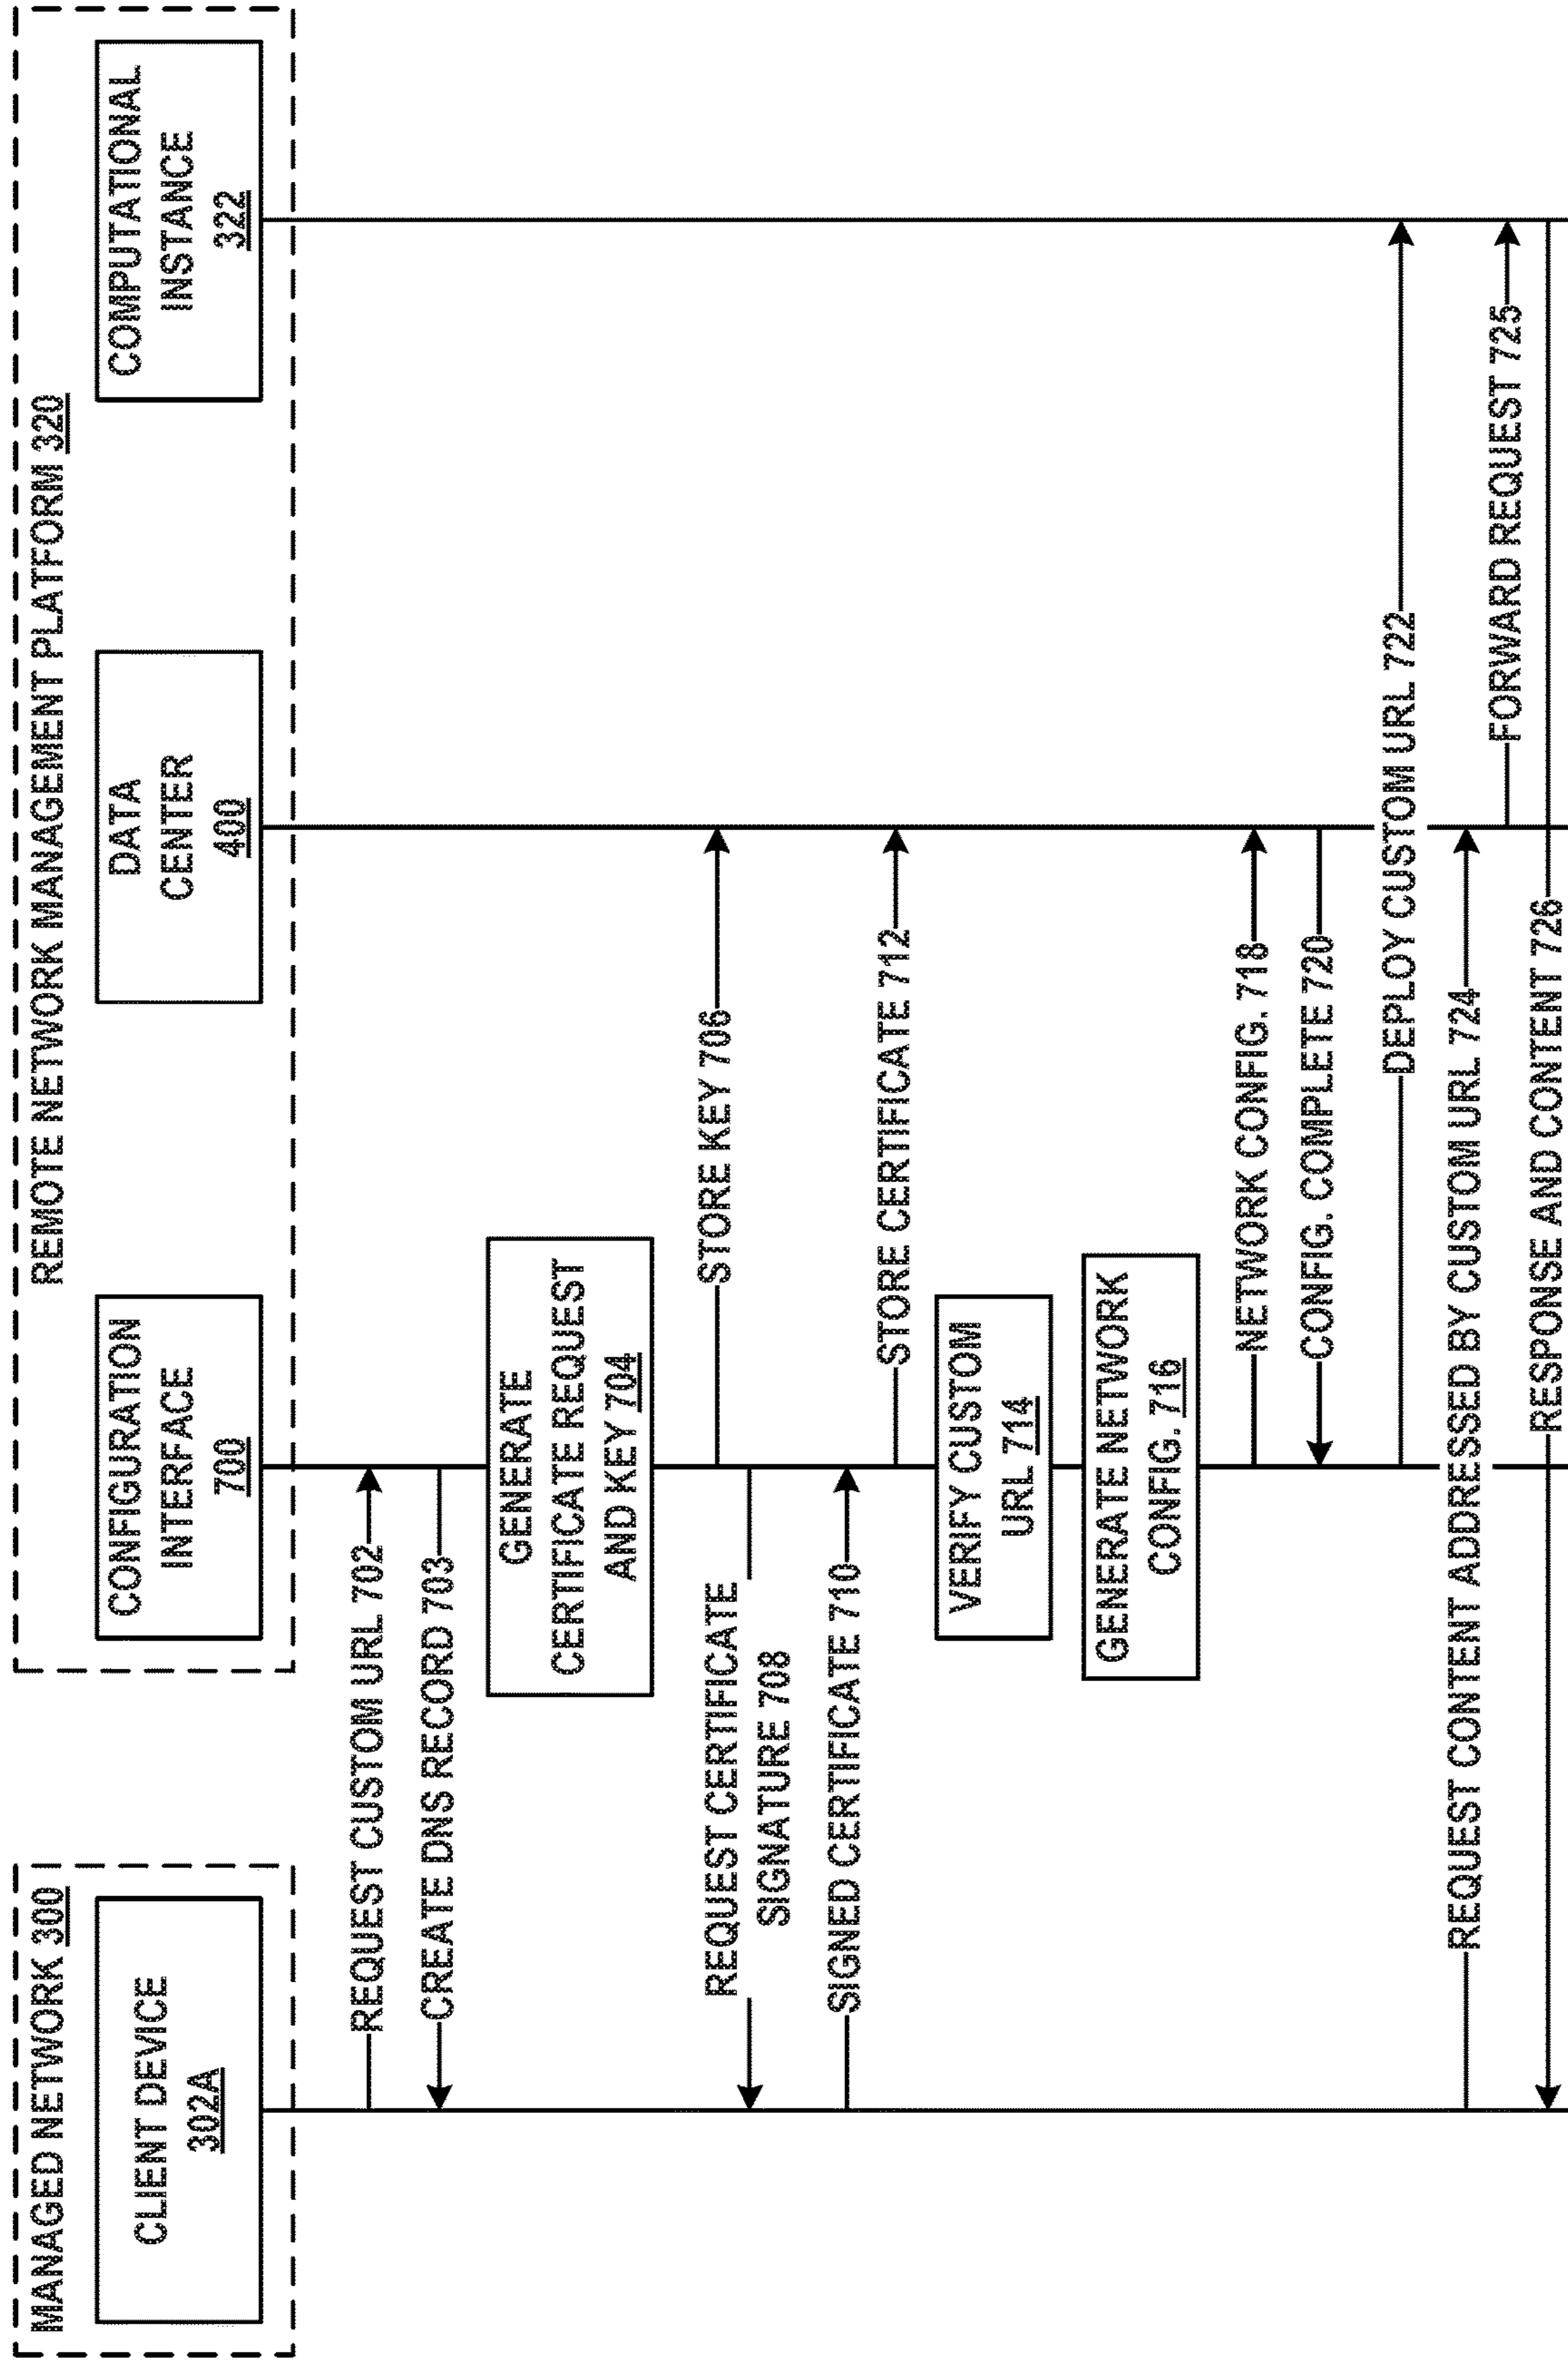 MANAGED NETWORK 300
REMOTE NETWORK MANAGEMENT PLATFORM 320
CLIENT DEVICE
302A
CONFIGURATION
INTERFACE
700
DATA
CENTER
400
COMPUTATIONAL
INSTANCE
322
REQUEST CUSTOM URL 702
CREATE DNS RECORD 703
GENERATE
CERTIFICATE REQUEST
AND KEY 704
STORE KEY 706
REQUEST CERTIFICATE
SIGNATURE 708
SIGNED CERTIFICATE 710
STORE CERTIFICATE 712
VERIFY CUSTOM
URL 714
GENERATE NETWORK
CONFIG. 716
NETWORK CONFIG. 718
CONFIG. COMPLETE 720
DEPLOY CUSTOM URL 722
REQUEST CONTENT ADDRESSED BY CUSTOM URL 724
FORWARD REQUEST 725
RESPONSE AND CONTENT 726